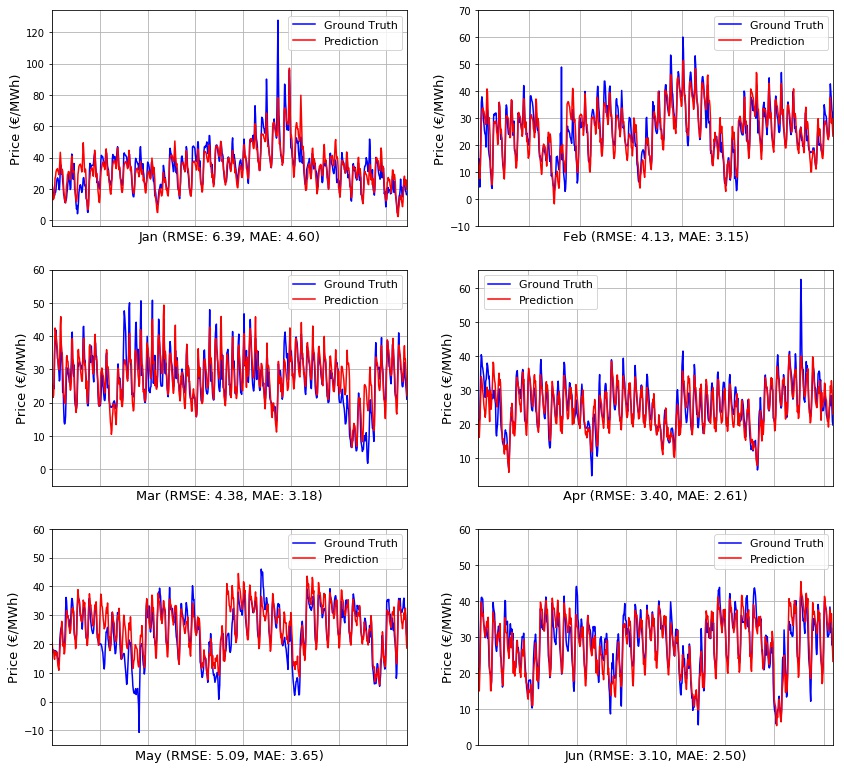 Price (€/MWh)
120
100
80
60
40
20
0
Ground Truth
Prediction
Jan (RMSE: 6.39, MAE: 4.60)
Price (€/MWh)
70
60
50
40
30
20
10
0
−10
Ground Truth
Prediction
Feb (RMSE: 4.13, MAE: 3.15)
Price (€/MWh)
60
50
40
30
20
10
0
Ground Truth
Prediction
Mar (RMSE: 4.38, MAE: 3.18)
Price (€/MWh)
60
50
40
30
20
10
Ground Truth
Prediction
Apr (RMSE: 3.40, MAE: 2.61)
Price (€/MWh)
60
50
40
30
20
10
0
−10
Ground Truth
Prediction
May (RMSE: 5.09, MAE: 3.65)
Price (€/MWh)
60
50
40
30
20
10
0
Ground Truth
Prediction
Jun (RMSE: 3.10, MAE: 2.50)